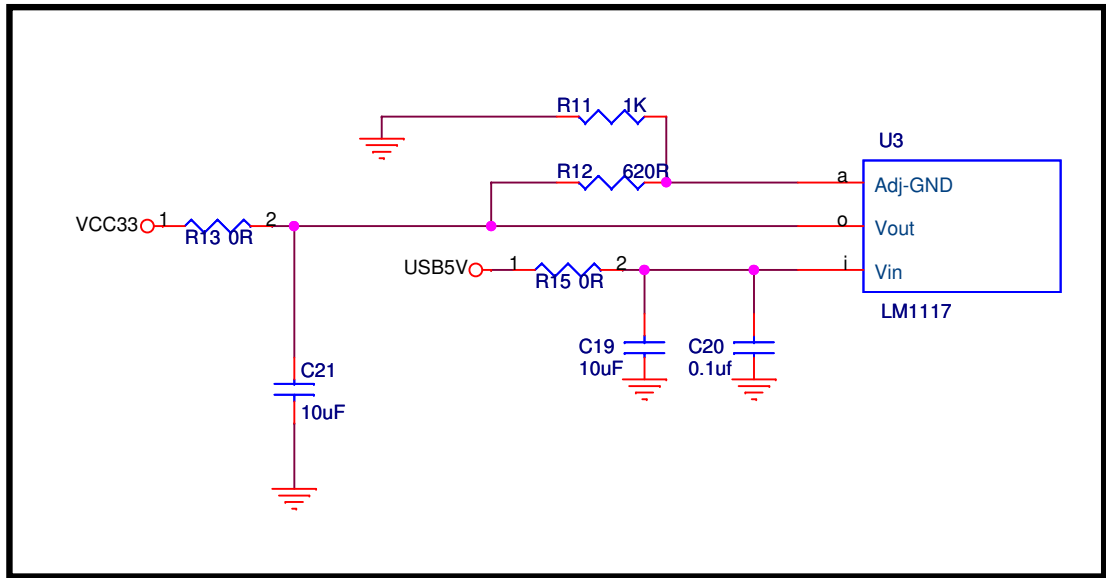 R11 1K
U3
R12 620R
a Adj-GND
VCC33 1 2
R13 0R
o Vout
USB5V 1 2
R15 0R
i Vin
LM1117
C19
10uF
C20
0.1uf
C21
10uF